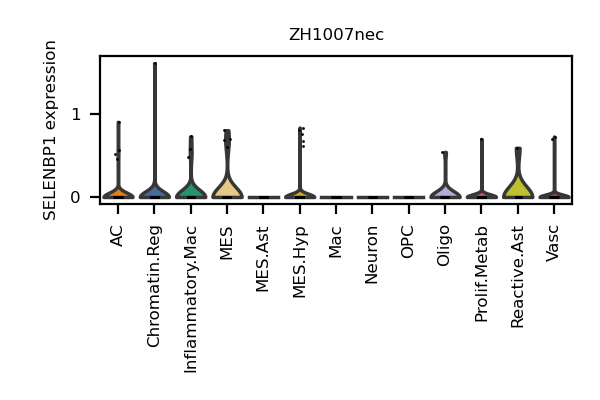 ZH1007nec
SELENBP1 expression
1
0
AC
Chromatin.Reg
Inflammatory.Mac
MES
MES.Ast
MES.Hyp
Mac
Neuron
OPC
Oligo
Prolif.Metab
Reactive.Ast
Vasc